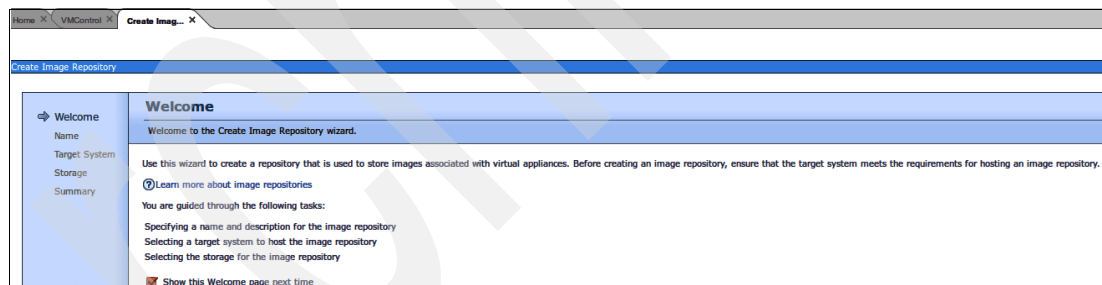 Home × VMControl × Create Imag... ×
Create Image Repository
Welcome
Name
Target System
Storage
Summary
Welcome
Welcome to the Create Image Repository wizard.
Use this wizard to create a repository that is used to store images associated with virtual appliances. Before creating an image repository, ensure that the target system meets the requirements for hosting an image repository.
Learn more about image repositories
You are guided through the following tasks:
Specifying a name and description for the image repository
Selecting a target system to host the image repository
Selecting the storage for the image repository
Show this Welcome page next time